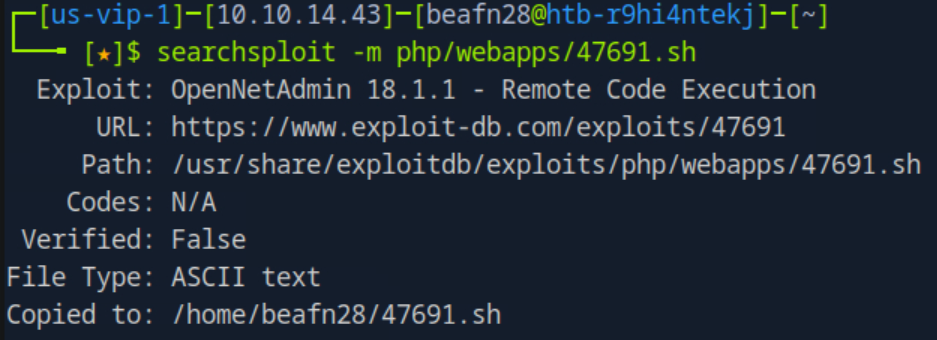 [us-vip-1]-[10.10.14.43]-[beafn28@htb-r9hi4ntekj]-[~]
[★]$ searchsploit -m php/webapps/47691.sh
Exploit: OpenNetAdmin 18.1.1 - Remote Code Execution
URL: https://www.exploit-db.com/exploits/47691
Path: /usr/share/exploitdb/exploits/php/webapps/47691.sh
Codes: N/A
Verified: False
File Type: ASCII text
Copied to: /home/beafn28/47691.sh